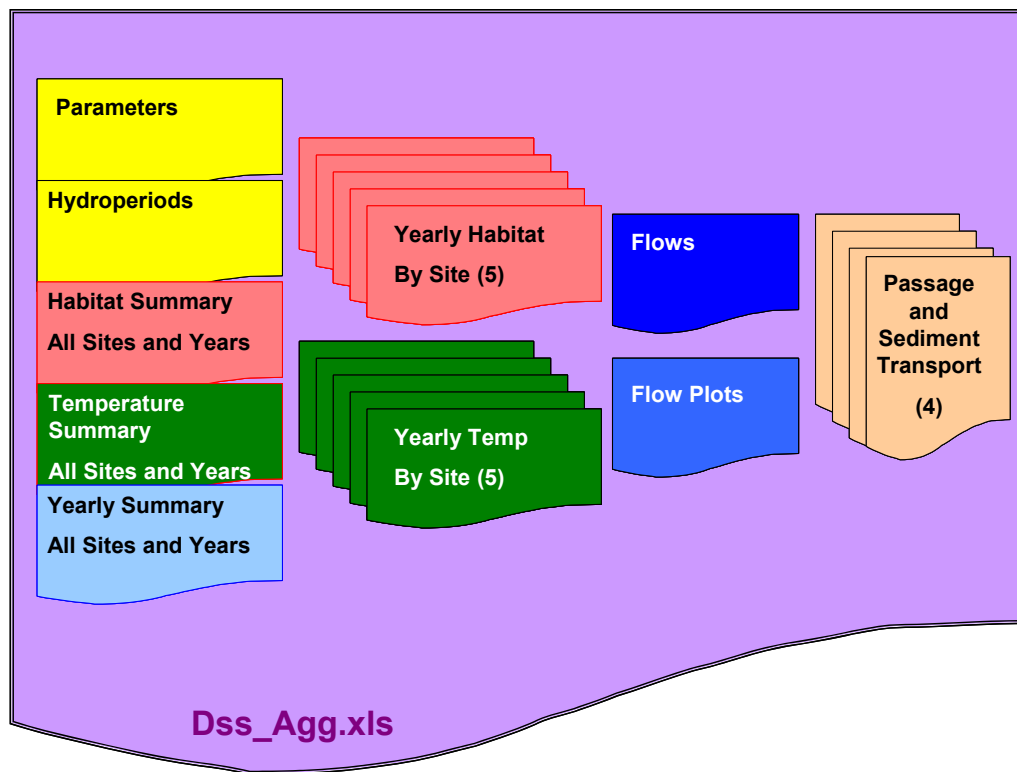 Parameters
Hydroperiods
Habitat Summary
All Sites and Years
Temperature
Summary
All Sites and Years
Yearly Summary
All Sites and Years
Yearly Habitat
By Site (5)
Yearly Temp
By Site (5)
Flows
Flow Plots
Passage
and
Sediment
Transport
(4)
Dss_Agg.xls